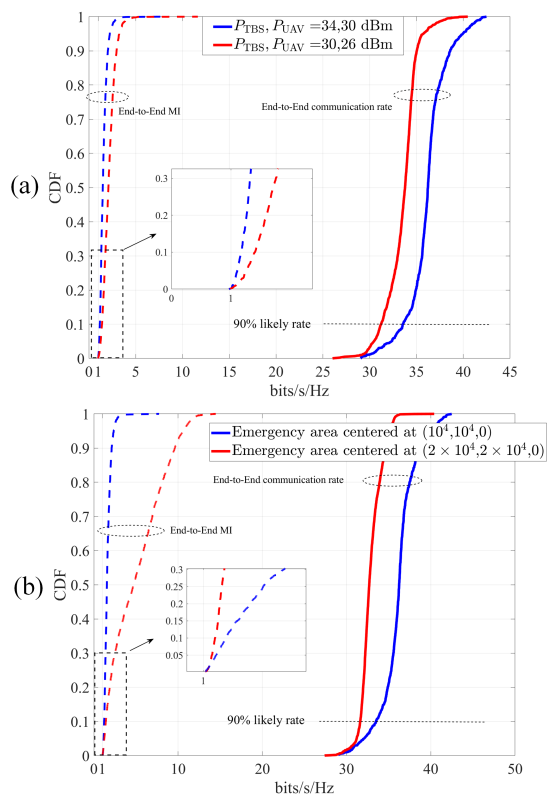 P_TBS, P_UAV =34,30 dBm
P_TBS, P_UAV =30,26 dBm
End-to-End MI
End-to-End communication rate
(a)
CDF
1
0.9
0.8
0.7
0.6
0.5
0.4
0.3
0.2
0.1
0
0.3
0.2
0.1
0
0 1
90% likely rate
0 1 5 10 15 20 25 30 35 40 45
bits/s/Hz
Emergency area centered at (10^4,10^4,0)
Emergency area centered at (2 × 10^4,2 × 10^4,0)
End-to-End communication rate
End-to-End MI
(b)
CDF
1
0.9
0.8
0.7
0.6
0.5
0.4
0.3
0.2
0.1
0
0.3
0.25
0.2
0.15
0.1
0.05
1
90% likely rate
0 1 10 20 30 40 50
bits/s/Hz